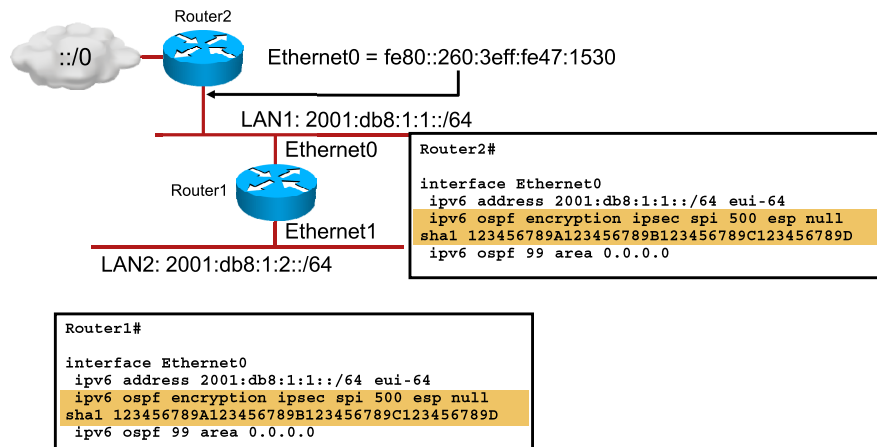 Router2
::/0
Ethernet0 = fe80::260:3eff:fe47:1530
LAN1: 2001:db8:1:1::/64
Ethernet0
Router1
Ethernet1
LAN2: 2001:db8:1:2::/64
Router2#
interface Ethernet0
ipv6 address 2001:db8:1:1::/64 eui-64
ipv6 ospf encryption ipsec spi 500 esp null
sha1 123456789A123456789B123456789C123456789D
ipv6 ospf 99 area 0.0.0.0
Router1#
interface Ethernet0
ipv6 address 2001:db8:1:1::/64 eui-64
ipv6 ospf encryption ipsec spi 500 esp null
sha1 123456789A123456789B123456789C123456789D
ipv6 ospf 99 area 0.0.0.0